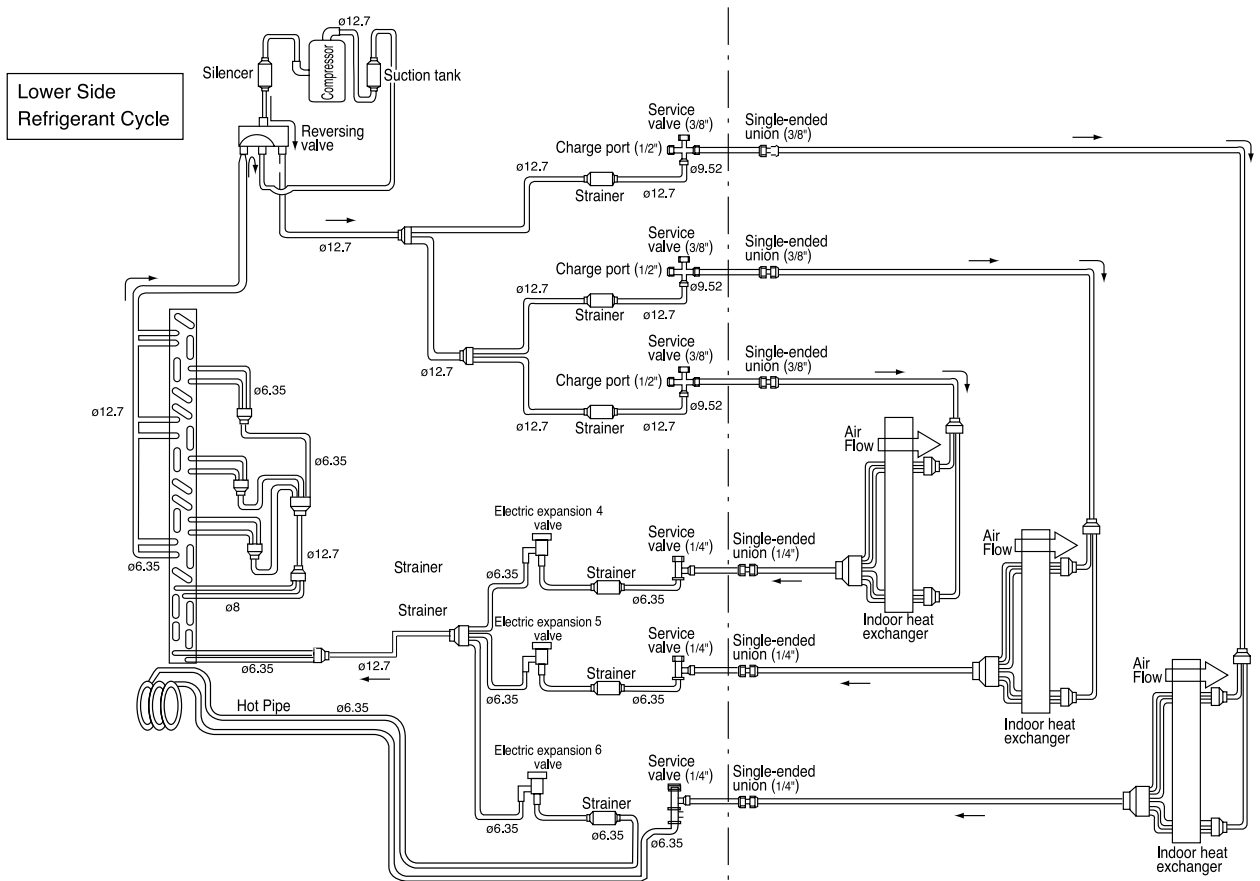 Lower Side
Refrigerant Cycle
ø12.7
Silencer
Compressor
Suction tank
Reversing
valve
Service
valve (3/8")
Single-ended
union (3/8")
Charge port (1/2")
ø12.7
ø9.52
Strainer
ø12.7
ø12.7
Service
valve (3/8")
Single-ended
union (3/8")
Charge port (1/2")
ø12.7
ø9.52
Strainer
ø12.7
ø12.7
Service
valve (3/8")
Single-ended
union (3/8")
Charge port (1/2")
ø9.52
ø12.7
Strainer
ø12.7
ø6.35
ø12.7
ø6.35
ø12.7
ø6.35
ø8
ø6.35
ø12.7
Air
Flow
Indoor heat
exchanger
Electric expansion 4
valve
Service
valve (1/4")
Single-ended
union (1/4")
Strainer
ø6.35
Strainer
ø6.35
Strainer
Air
Flow
Indoor heat
exchanger
Electric expansion 5
valve
Service
valve (1/4")
Single-ended
union (1/4")
Strainer
ø6.35
ø6.35
Air
Flow
Indoor heat
exchanger
Hot Pipe
ø6.35
Electric expansion 6
valve
Service
valve (1/4")
Single-ended
union (1/4")
Strainer
ø6.35
ø6.35
ø6.35